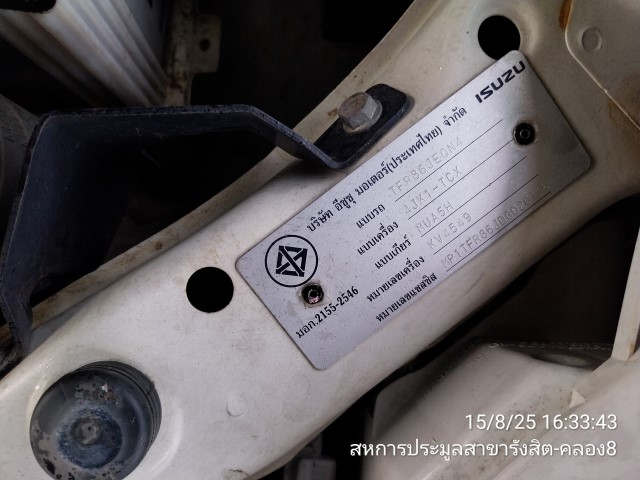 ISUZU
บริษัท อีซูซุ มอเตอร์(ประเทศไทย) จำกัด
แบบรถ TFR86JEQN4
แบบเครื่อง 4JX1-TCX
แบบเกียร์ RUA5H
หมายเลขเครื่อง KV4549
หมายเลขแชสซิส
มอก.2155-2546
15/8/25 16:33:43
สหการประมูลสาขารังสิต-คลอง8